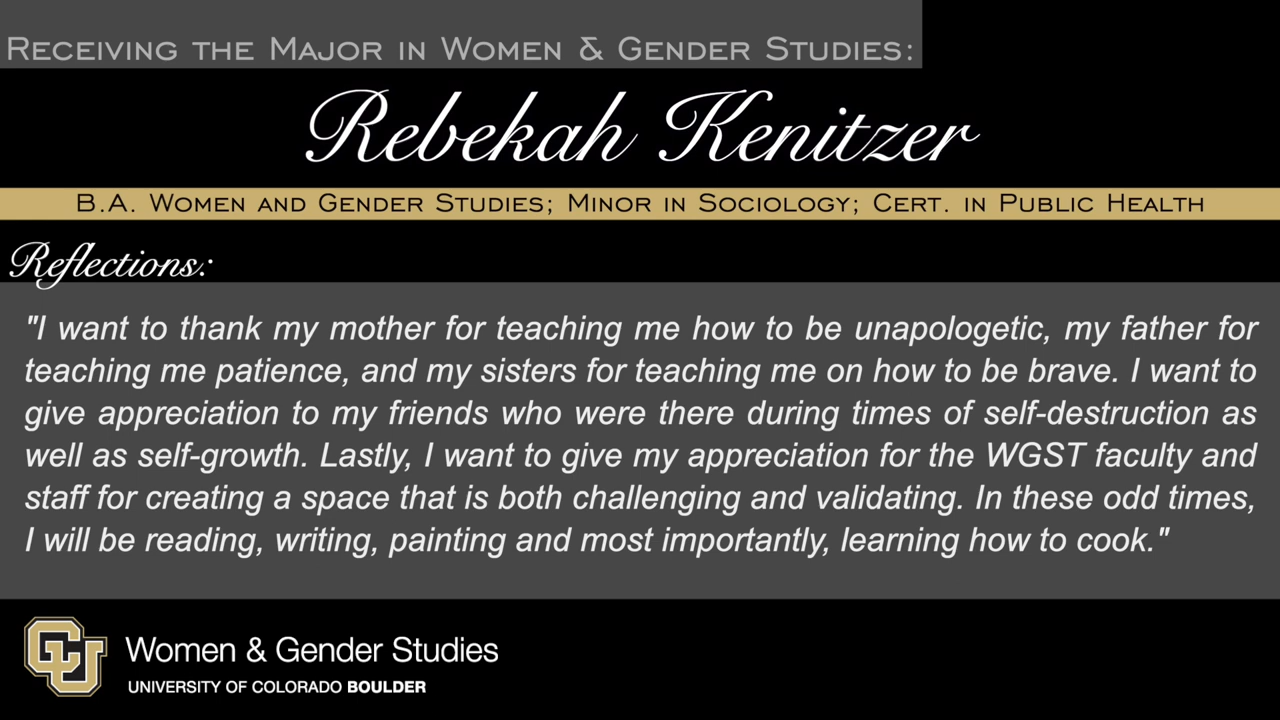 Receiving the Major in Women & Gender Studies:
Rebekah Kenitzer
B.A. Women and Gender Studies; Minor in Sociology; Cert. in Public Health
Reflections:
"I want to thank my mother for teaching me how to be unapologetic, my father for
teaching me patience, and my sisters for teaching me on how to be brave. I want to
give appreciation to my friends who were there during times of self-destruction as
well as self-growth. Lastly, I want to give my appreciation for the WGST faculty and
staff for creating a space that is both challenging and validating. In these odd times,
I will be reading, writing, painting and most importantly, learning how to cook."
CU
Women & Gender Studies
UNIVERSITY OF COLORADO BOULDER